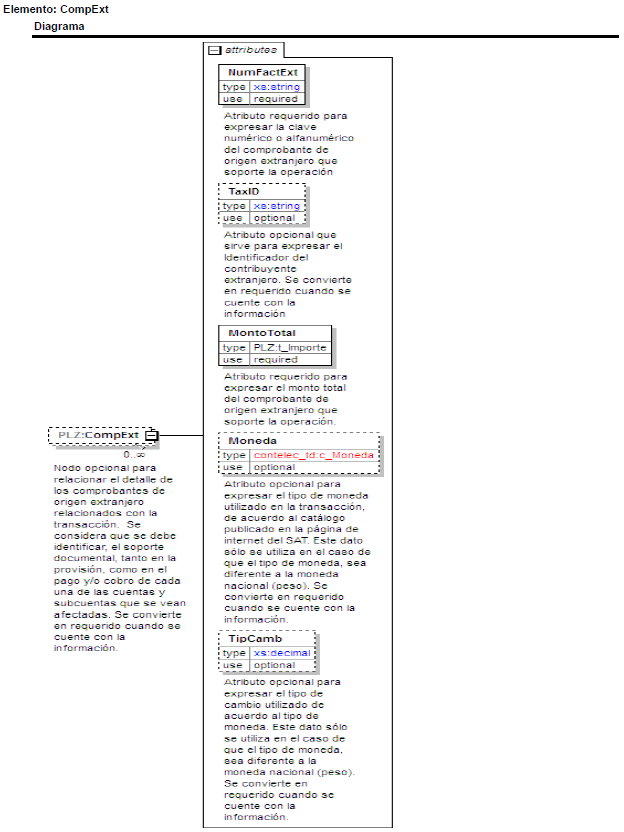 Elemento: CompExt
Diagrama
attributes
NumFactExt
type xs:string
use required
Atributo requerido para
expresar la clave
numérico o alfanumérico
del comprobante de
origen extranjero que
soporte la operación
TaxID
type xs:string
use optional
Atributo opcional que
sirve para expresar el
Identificador del
contribuyente
extranjero. Se convierte
en requerido cuando se
cuente con la
información
MontoTotal
type PLZ:t_Importe
use required
Atributo requerido para
expresar el monto total
del comprobante de
origen extranjero que
soporte la operación.
PLZ:CompExt
0..∞
Nodo opcional para
relacionar el detalle de
los comprobantes de
origen extranjero
relacionados con la
transacción. Se
considera que se debe
identificar, el soporte
documental, tanto en la
provisión, como en el
pago y/o cobro de cada
una de las cuentas y
subcuentas que se vean
afectadas. Se convierte
en requerido cuando se
cuente con la
información.
Moneda
type contelec_td:c_Moneda
use optional
Atributo opcional para
expresar el tipo de moneda
utilizado en la transacción,
de acuerdo al catálogo
publicado en la página de
internet del SAT. Este dato
sólo se utiliza en el caso de
que el tipo de moneda, sea
diferente a la moneda
nacional (peso). Se
convierte en requerido
cuando se cuente con la
información.
TipCamb
type xs:decimal
use optional
Atributo opcional para
expresar el tipo de
cambio utilizado de
acuerdo al tipo de
moneda. Este dato sólo
se utiliza en el caso de
que el tipo de moneda,
sea diferente a la
moneda nacional (peso).
Se convierte en
requerido cuando se
cuente con la
información.